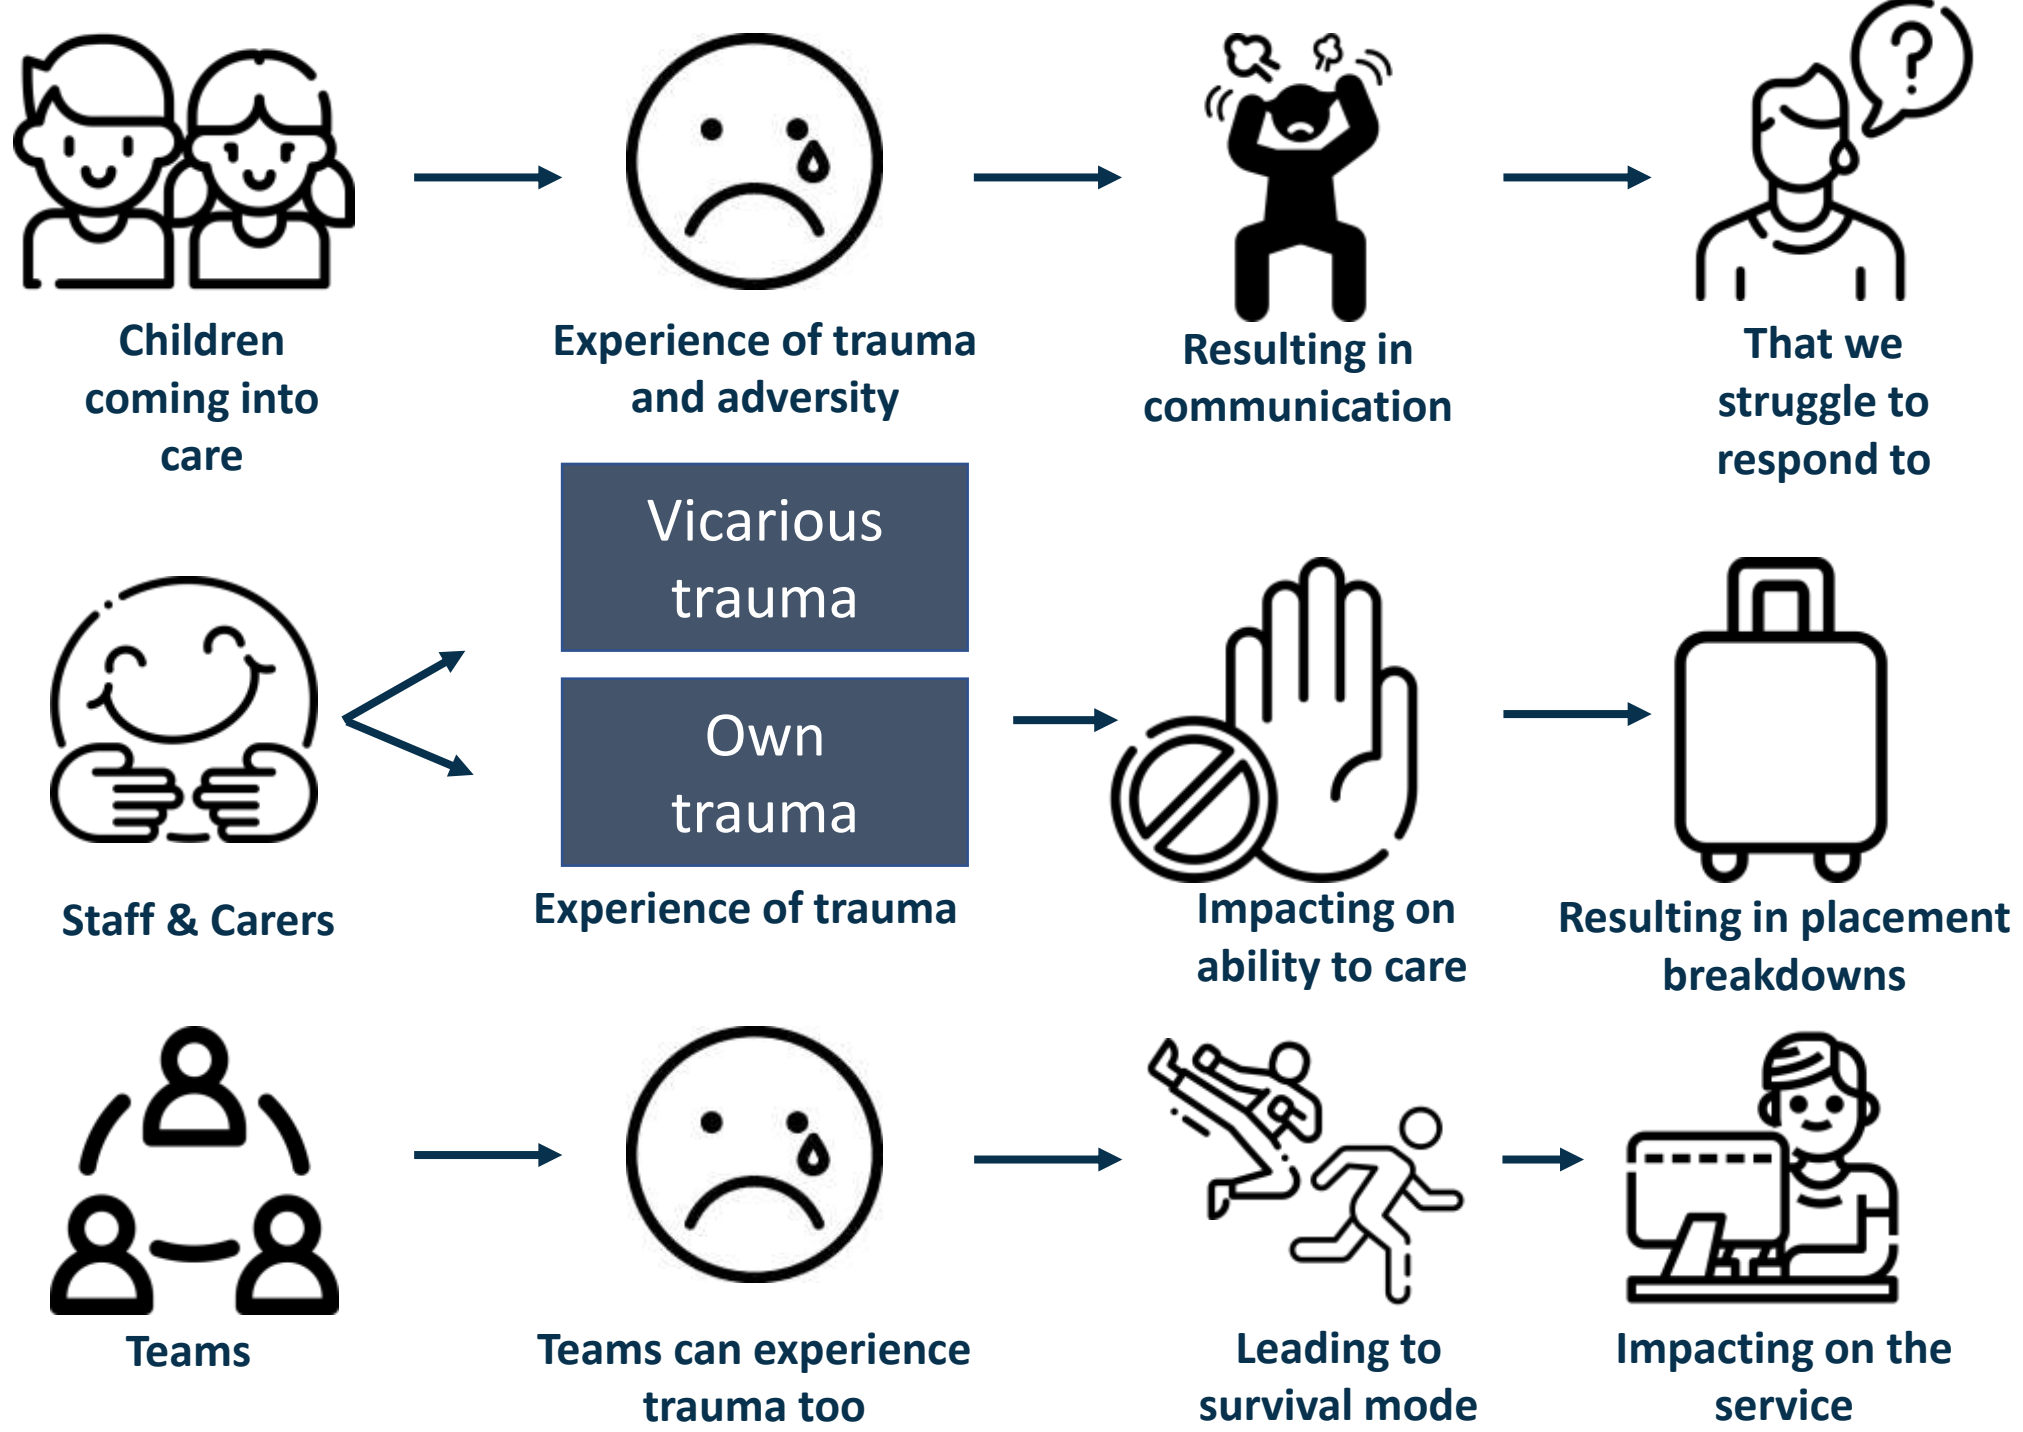 ?
Children
coming into
care
Experience of trauma
and adversity
Resulting in
communication
That we
struggle to
respond to
Vicarious
trauma
Own
trauma
Staff & Carers
Experience of trauma
Impacting on
ability to care
Resulting in placement
breakdowns
Teams
Teams can experience
trauma too
Leading to
survival mode
Impacting on the
service